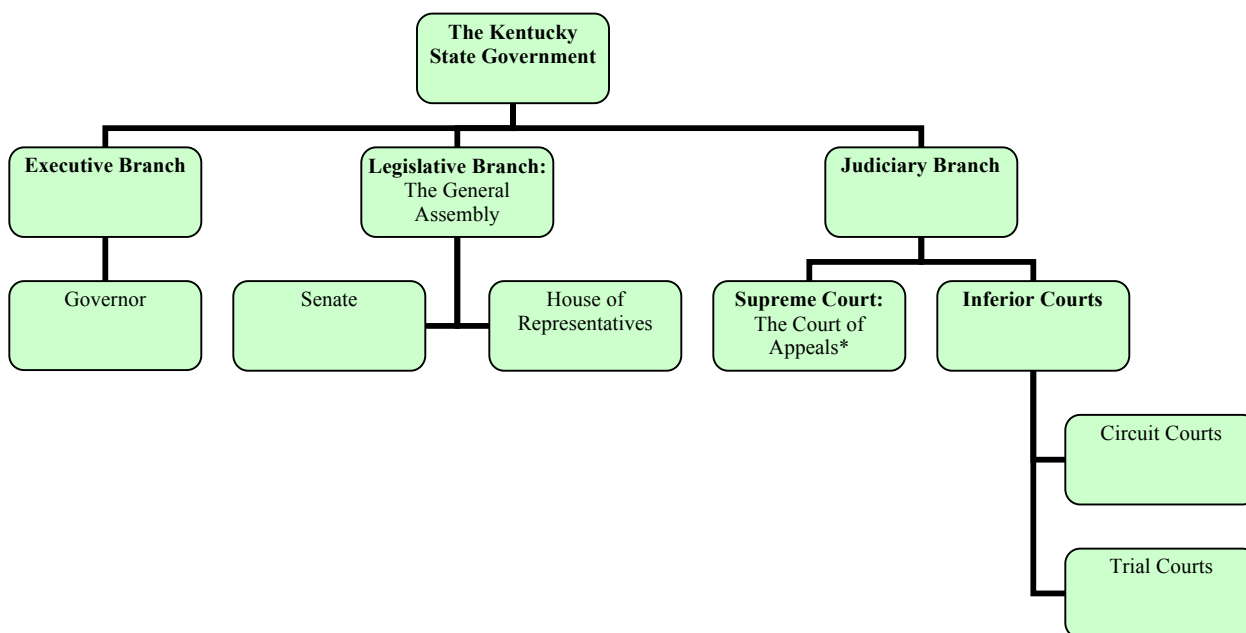 The Kentucky
State Government
Executive Branch
Legislative Branch:
The General
Assembly
Judiciary Branch
Governor
Senate
House of
Representatives
Supreme Court:
The Court of
Appeals*
Inferior Courts
Circuit Courts
Trial Courts